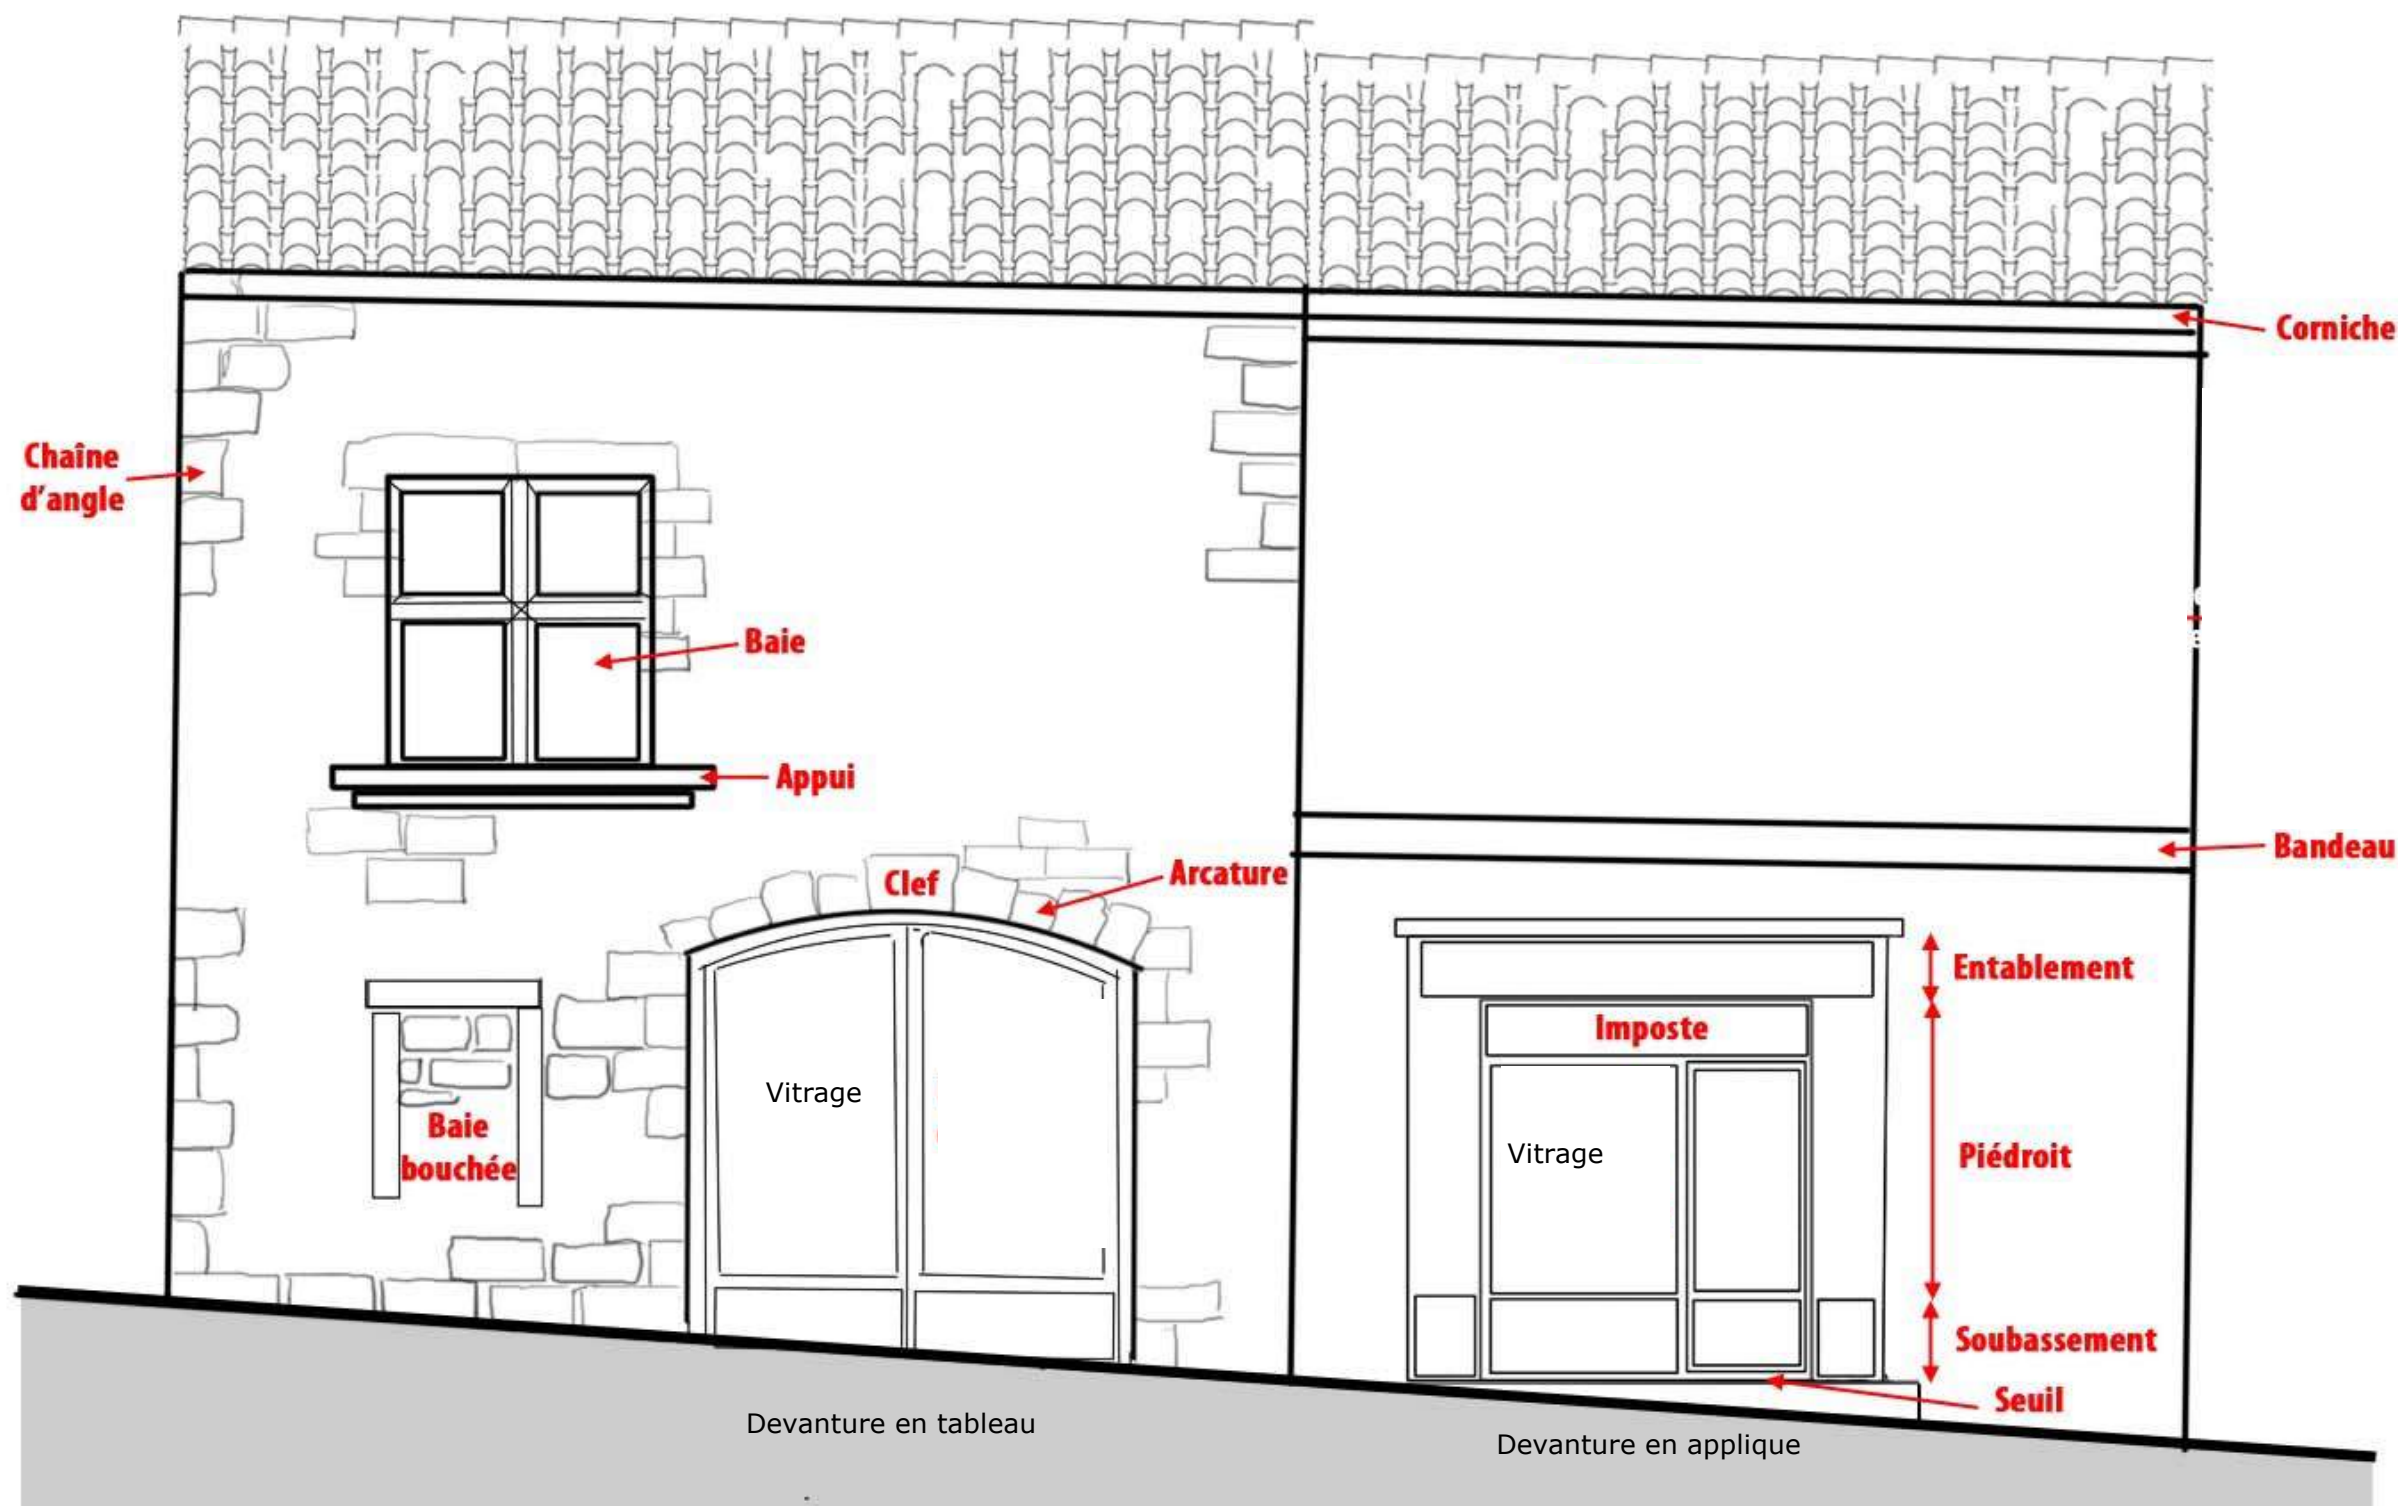 Corniche
Chaîne
d'angle
Baie
Appui
Bandeau
Clef
Arcature
Entablement
Imposte
Vitrage
Baie
bouchée
Vitrage
Piédroit
Soubassement
Seuil
Devanture en tableau
Devanture en applique